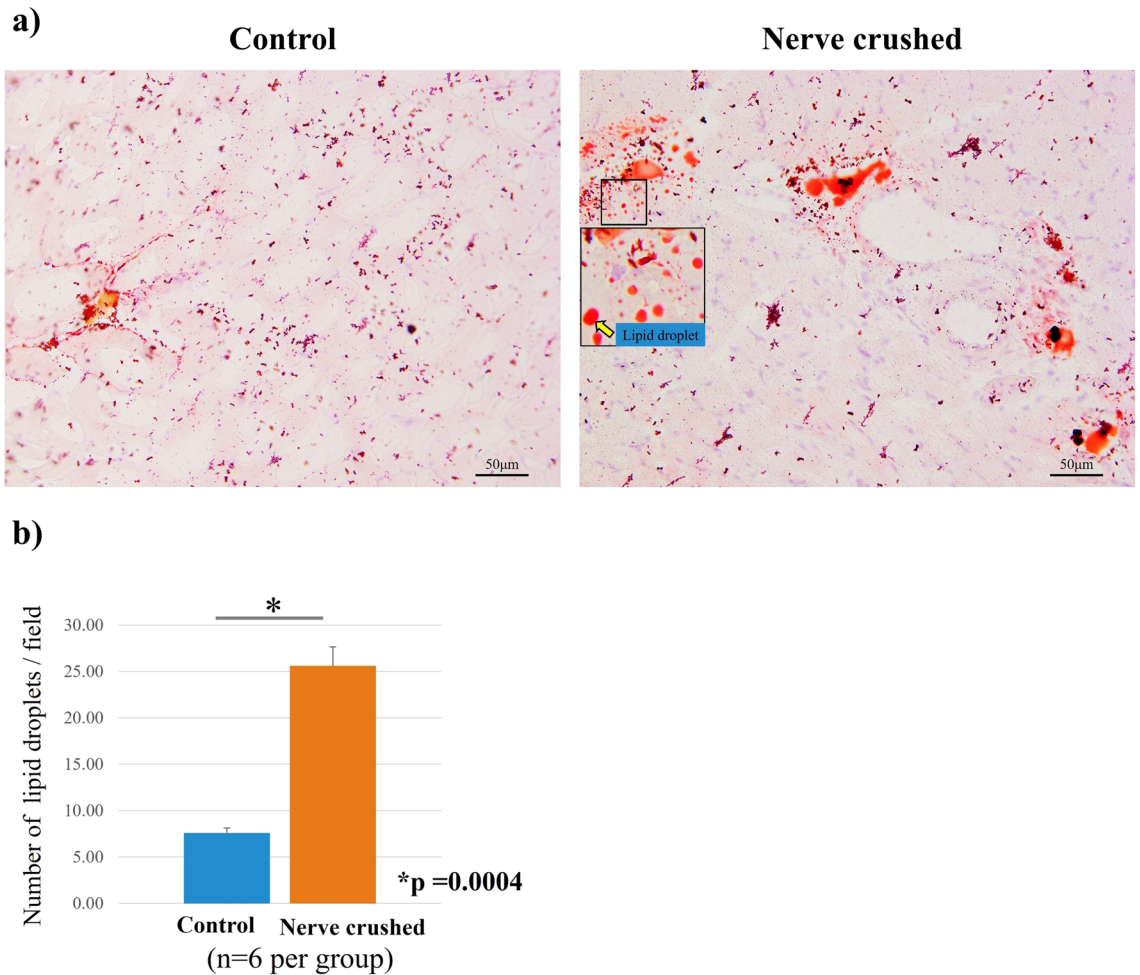 a)
Control
Nerve crushed
Lipid droplet
50μm
50μm
b)
Number of lipid droplets / field
*
30.00
25.00
20.00
15.00
10.00
5.00
0.00
*p =0.0004
Control
Nerve crushed
(n=6 per group)